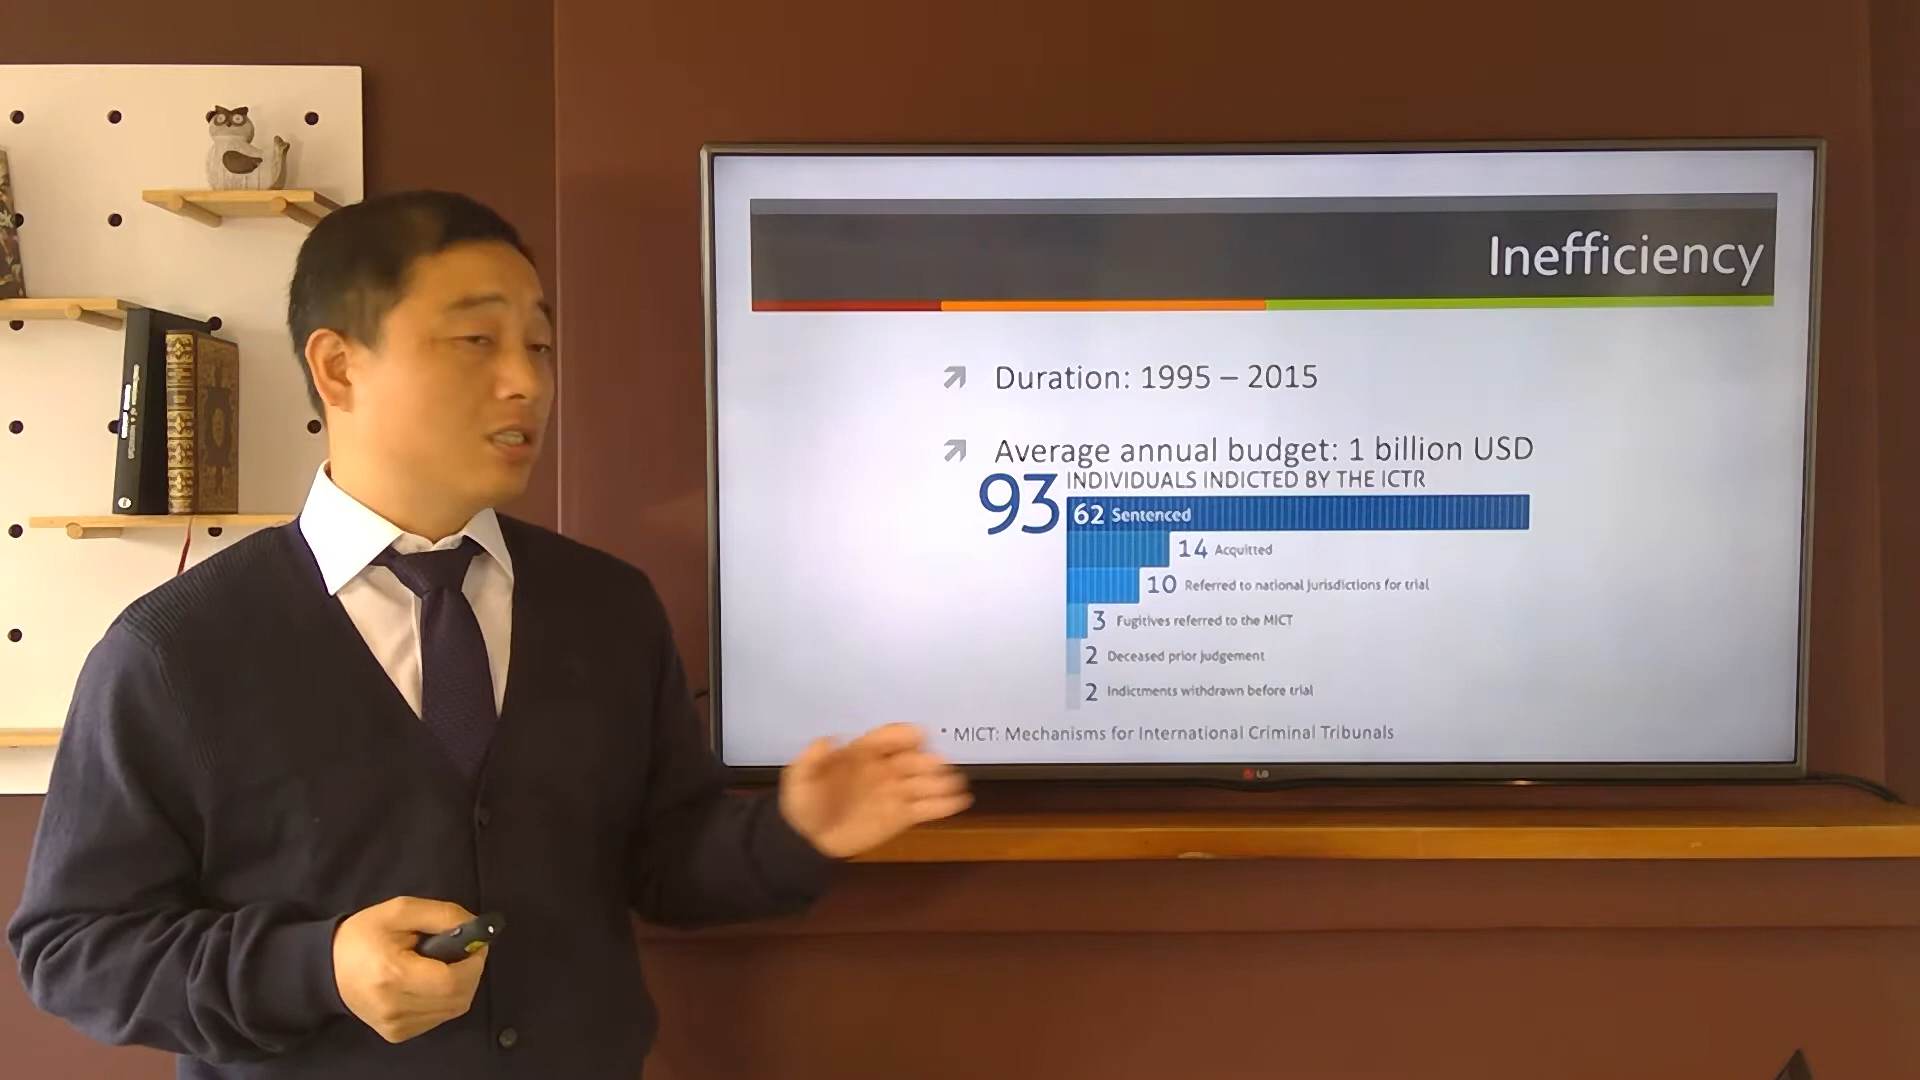 Inefficiency
Duration: 1995 – 2015
Average annual budget: 1 billion USD
93 INDIVIDUALS INDICTED BY THE ICTR
62 Sentenced
14 Acquitted
10 Referred to national jurisdictions for trial
3 Fugitives referred to the MICT
2 Deceased prior judgement
2 Indictments withdrawn before trial
* MICT: Mechanisms for International Criminal Tribunals
LG